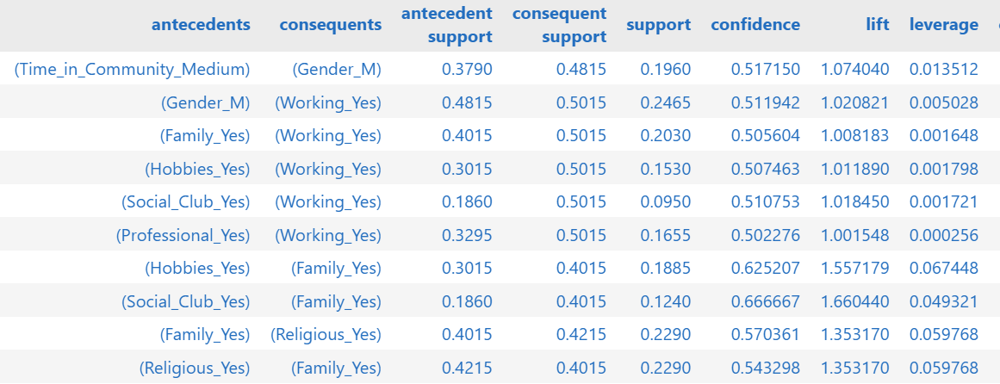 antecedents consequents antecedent support consequent support support confidence lift leverage
(Time_in_Community_Medium) (Gender_M) 0.3790 0.4815 0.1960 0.517150 1.074040 0.013512
(Gender_M) (Working_Yes) 0.4815 0.5015 0.2465 0.511942 1.020821 0.005028
(Family_Yes) (Working_Yes) 0.4015 0.5015 0.2030 0.505604 1.008183 0.001648
(Hobbies_Yes) (Working_Yes) 0.3015 0.5015 0.1530 0.507463 1.011890 0.001798
(Social_Club_Yes) (Working_Yes) 0.1860 0.5015 0.0950 0.510753 1.018450 0.001721
(Professional_Yes) (Working_Yes) 0.3295 0.5015 0.1655 0.502276 1.001548 0.000256
(Hobbies_Yes) (Family_Yes) 0.3015 0.4015 0.1885 0.625207 1.557179 0.067448
(Social_Club_Yes) (Family_Yes) 0.1860 0.4015 0.1240 0.666667 1.660440 0.049321
(Family_Yes) (Religious_Yes) 0.4015 0.4215 0.2290 0.570361 1.353170 0.059768
(Religious_Yes) (Family_Yes) 0.4215 0.4015 0.2290 0.543298 1.353170 0.059768